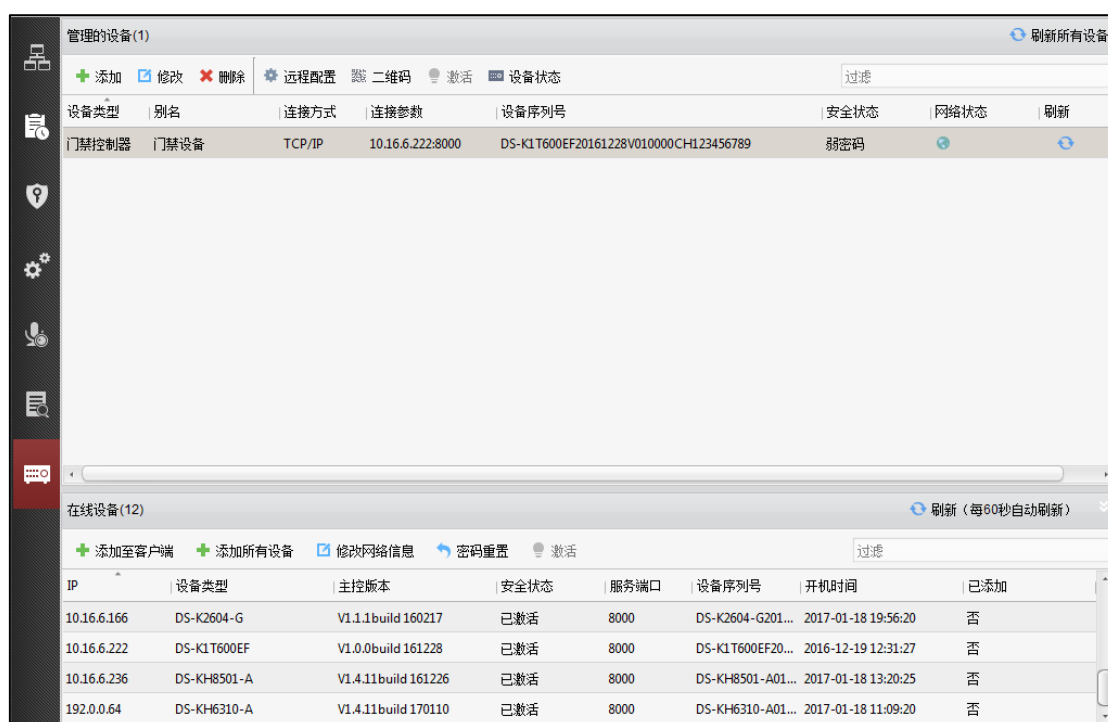 管理的设备(1) 刷新所有设备
添加 修改 删除 远程配置 二维码 激活 设备状态 过滤
设备类型 别名 连接方式 连接参数 设备序列号 安全状态 网络状态 刷新
门禁控制器 门禁设备 TCP/IP 10.16.6.222:8000 DS-K1T600EF20161228V010000CH123456789 弱密码
在线设备(12) 刷新（每60秒自动刷新）
添加至客户端 添加所有设备 修改网络信息 密码重置 激活 过滤
IP 设备类型 主控版本 安全状态 服务端口 设备序列号 开机时间 已添加
10.16.6.166 DS-K2604-G V1.1.1build 160217 已激活 8000 DS-K2604-G201... 2017-01-18 19:56:20 否
10.16.6.222 DS-K1T600EF V1.0.0build 161228 已激活 8000 DS-K1T600EF20... 2016-12-19 12:31:27 否
10.16.6.236 DS-KH8501-A V1.4.11build 161226 已激活 8000 DS-KH8501-A01... 2017-01-18 13:20:25 否
192.0.0.64 DS-KH6310-A V1.4.11build 170110 已激活 8000 DS-KH6310-A01... 2017-01-18 11:09:20 否